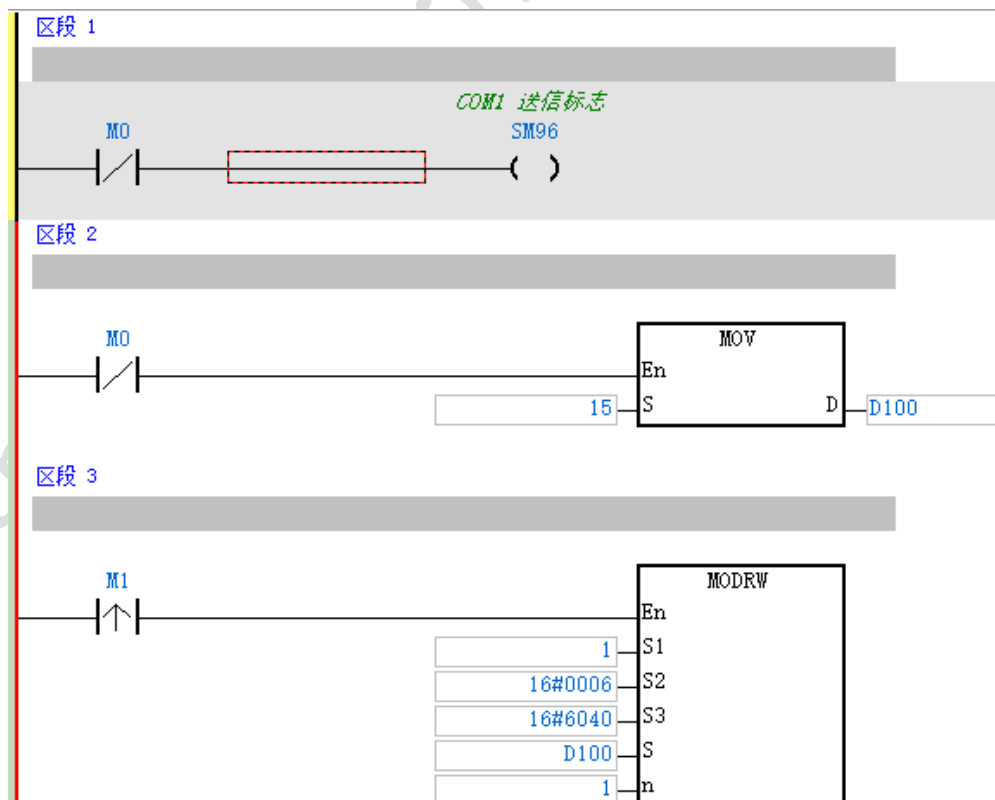 区段 1
COM1 送信标志
M0 SM96
区段 2
M0 MOV
En
15 S D D100
区段 3
M1 MODRW
En
1 S1
16#0006 S2
16#6040 S3
D100 S
1 n